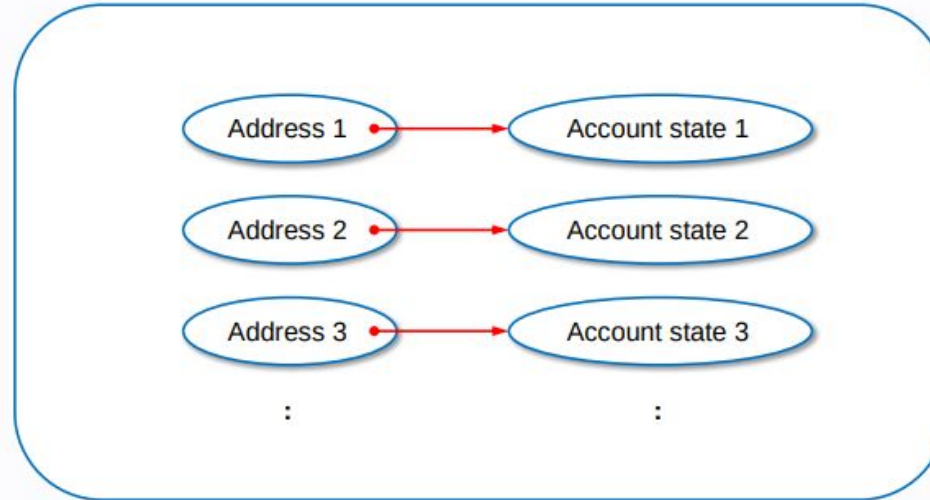 Address 1 Account state 1
Address 2 Account state 2
Address 3 Account state 3
: :